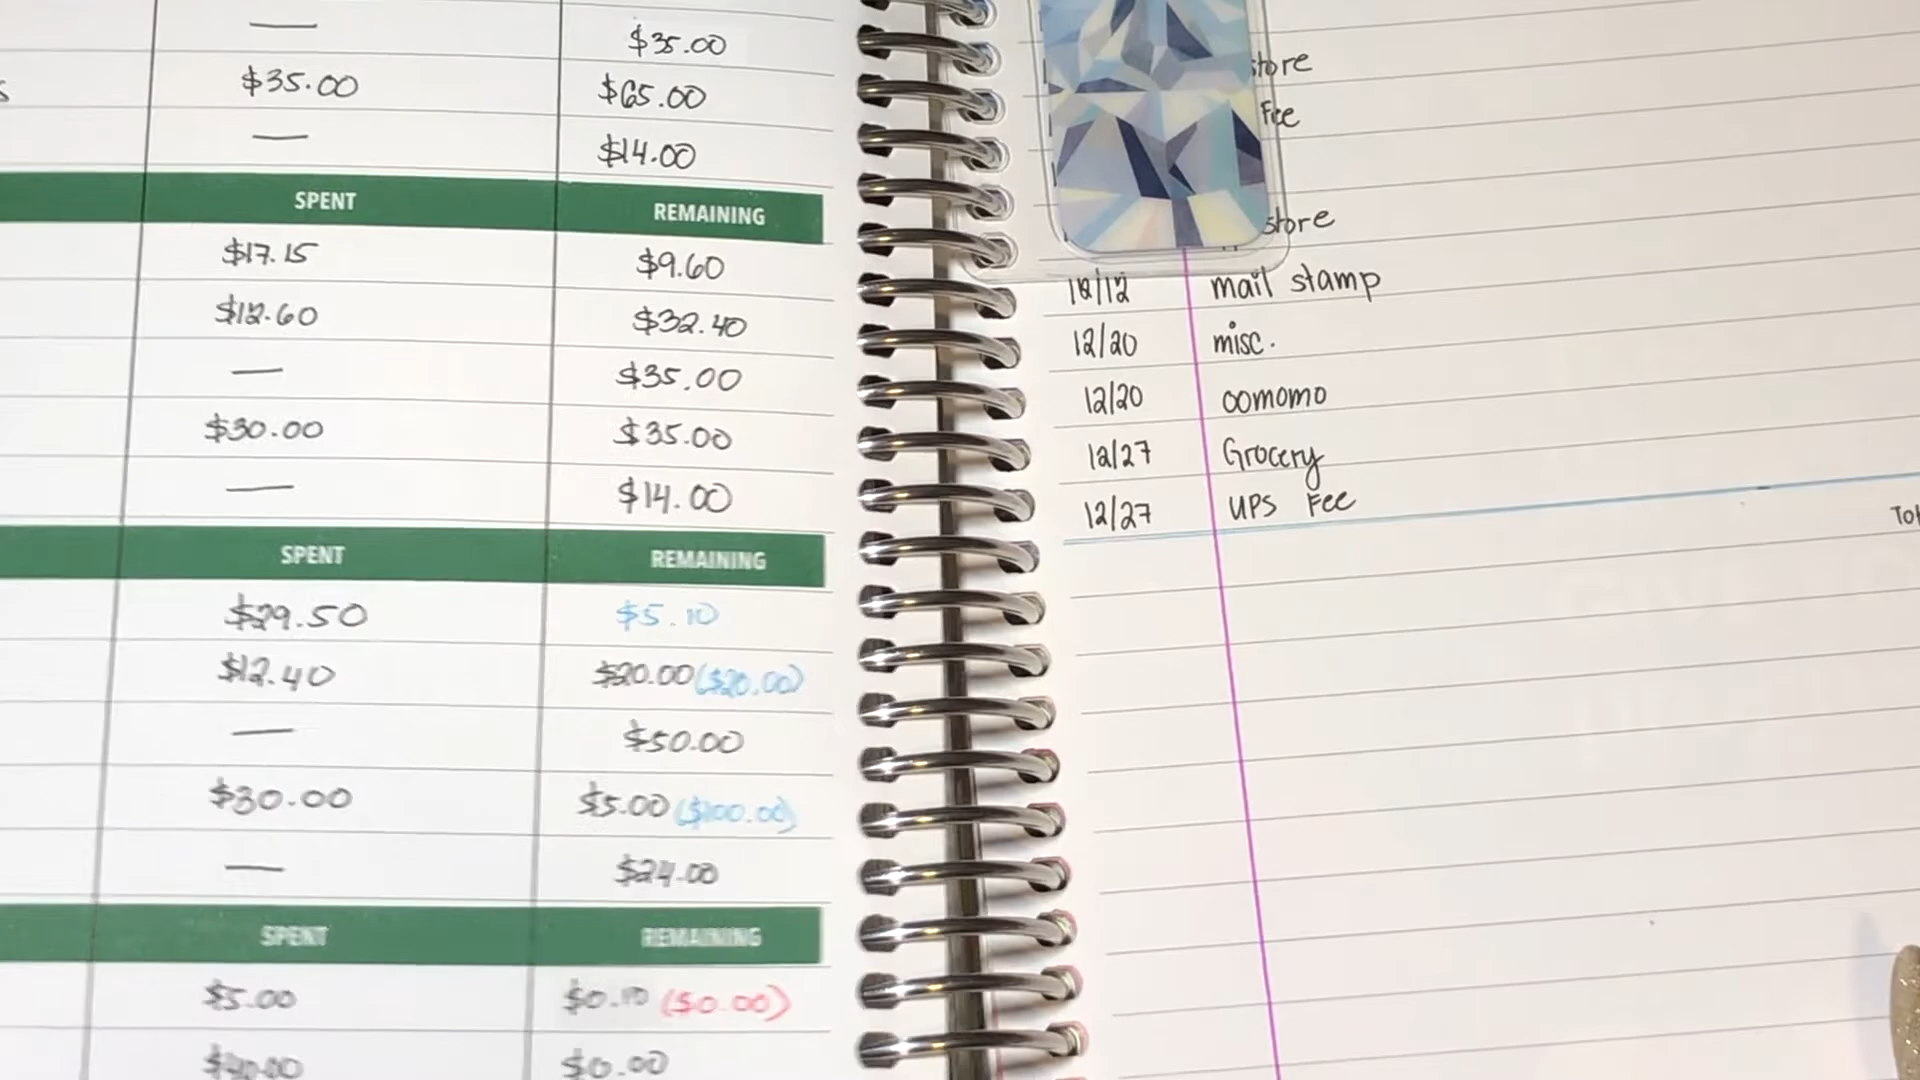 — $35.00
$35.00 $65.00
— $14.00
SPENT REMAINING
$17.15 $9.60
$12.60 $32.40
— $35.00
$30.00 $35.00
— $14.00
SPENT REMAINING
$29.50 $5.10
$12.40 $20.00 ($20.00)
— $50.00
$30.00 $5.00 ($100.00)
— $24.00
SPENT REMAINING
$5.00 $0.10 ($0.00)
$0.00
store
Fee
store
12/12 mail stamp
12/20 misc.
12/20 oomomo
12/27 Grocery
12/27 UPS Fee